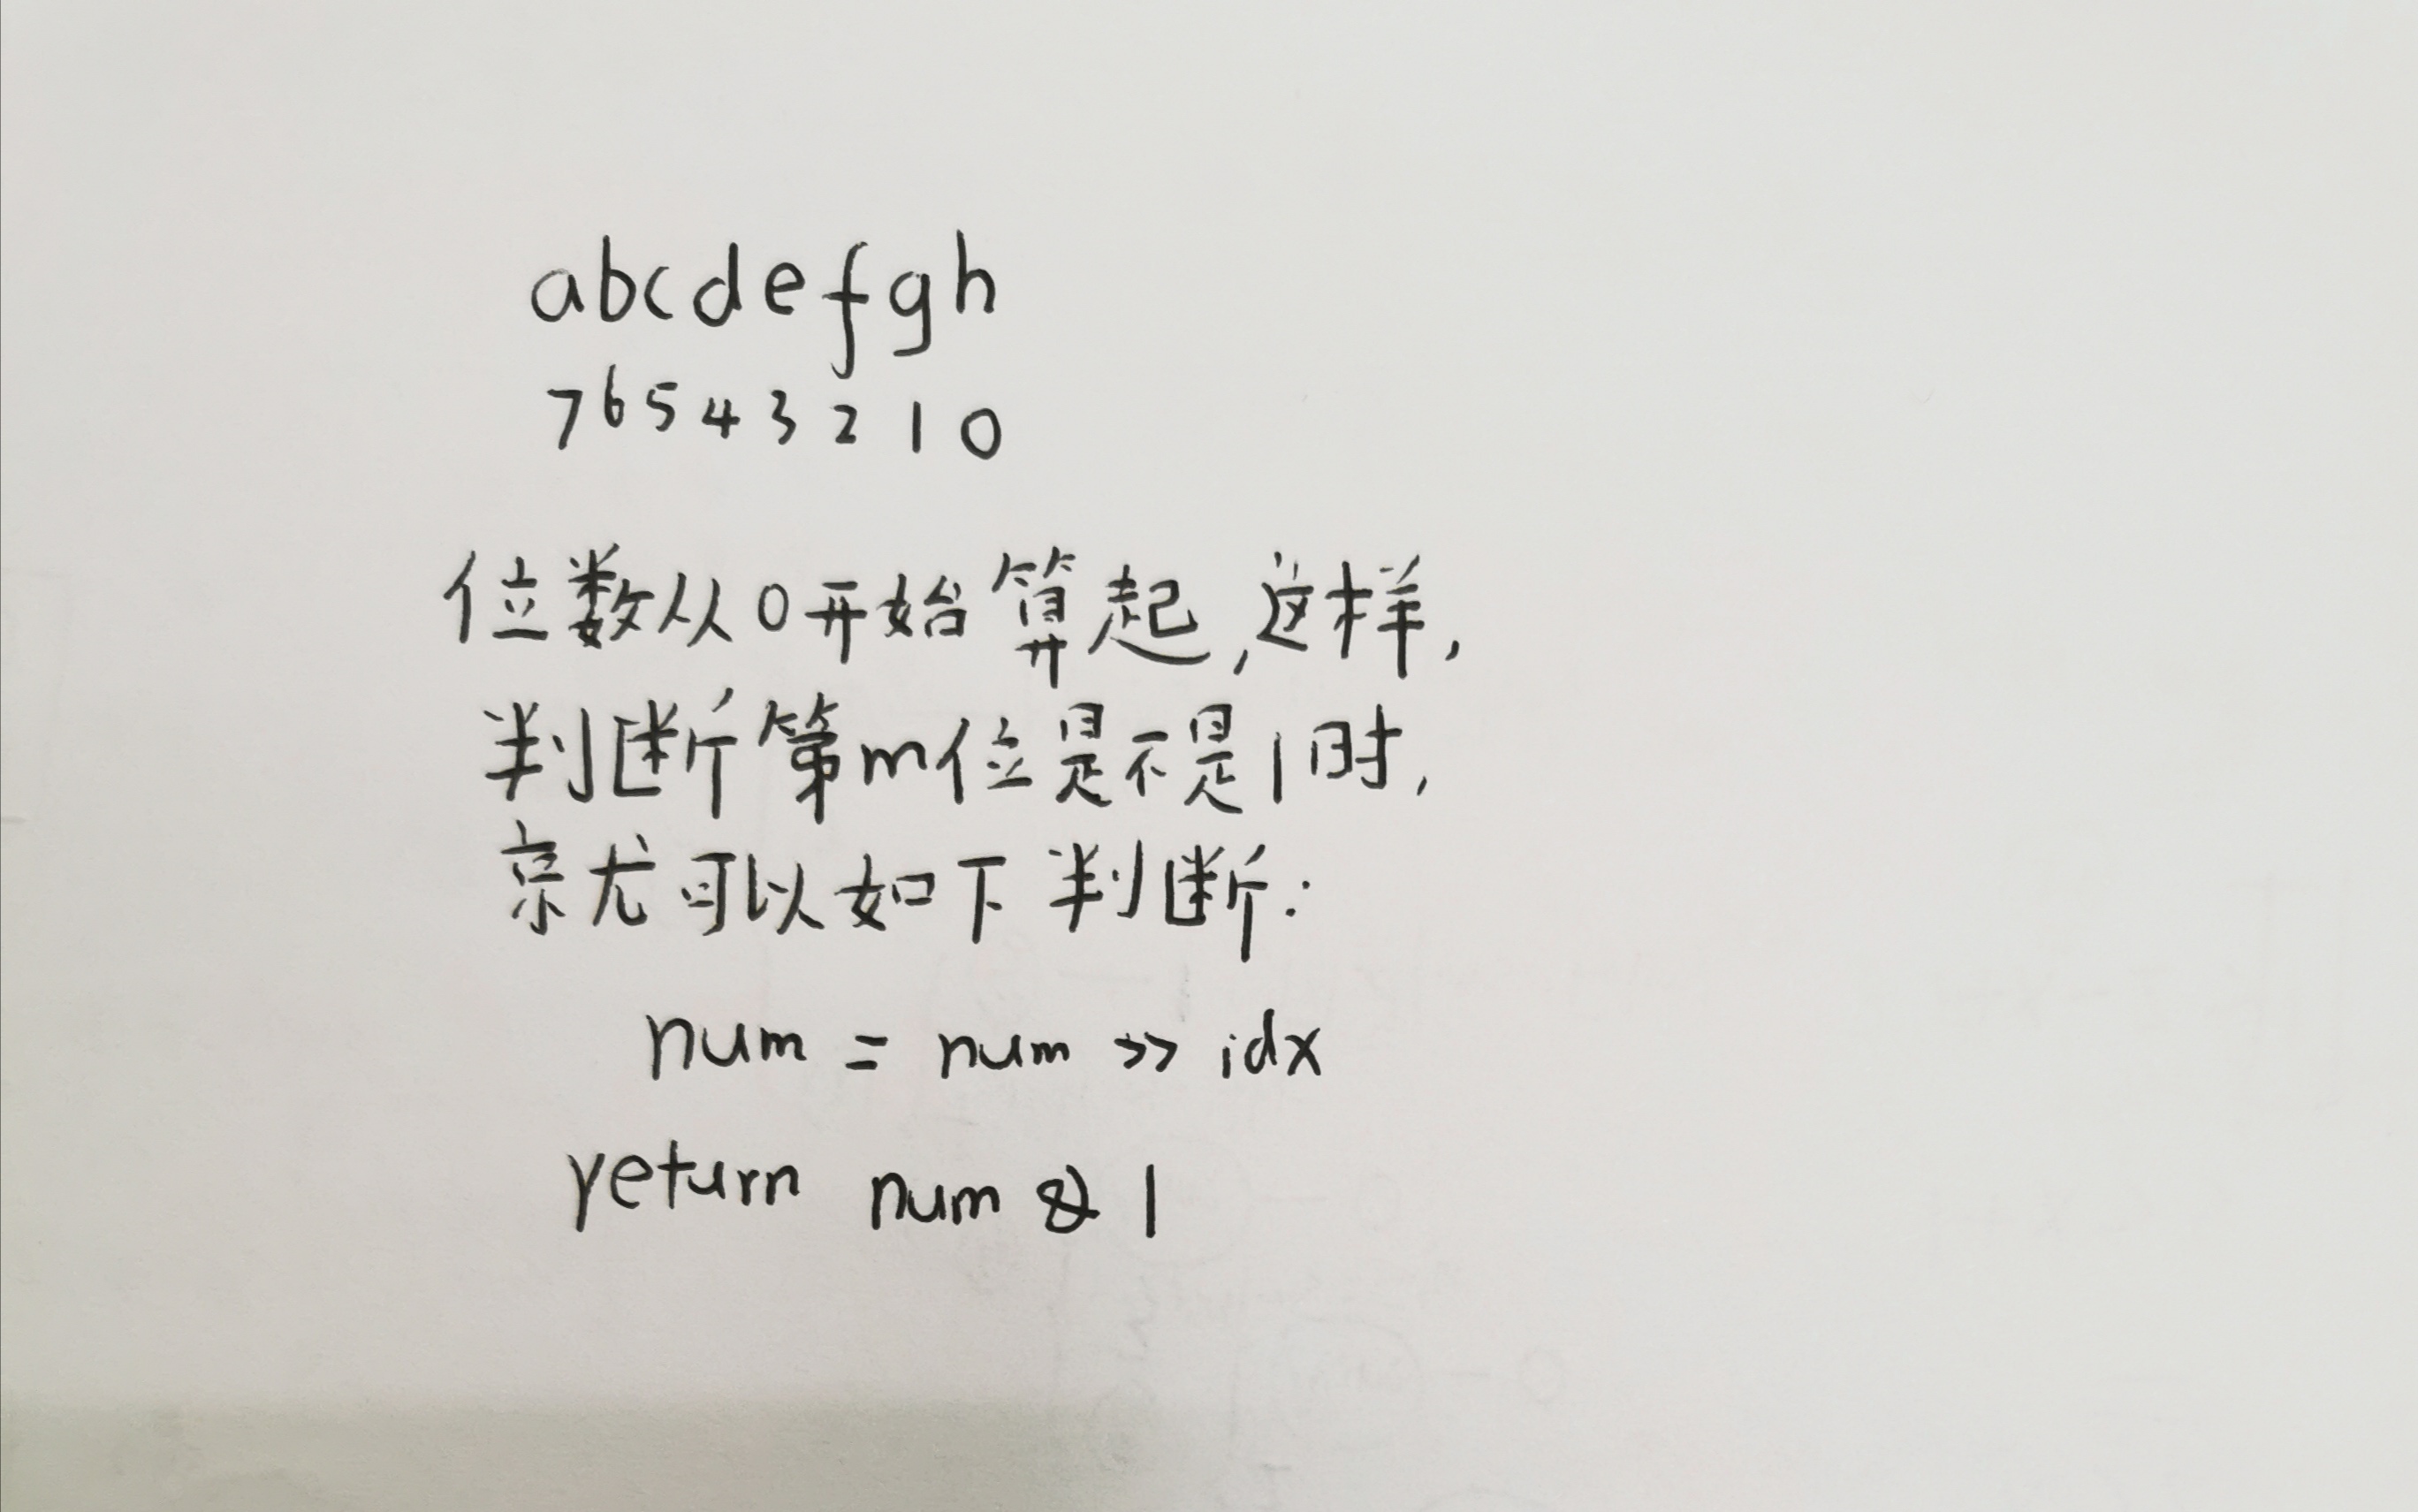 abcdefgh
76543210
位数从0开始算起,这样,
判断第m位是不是1时,
就可以如下判断:
num = num >> idx
return num & 1